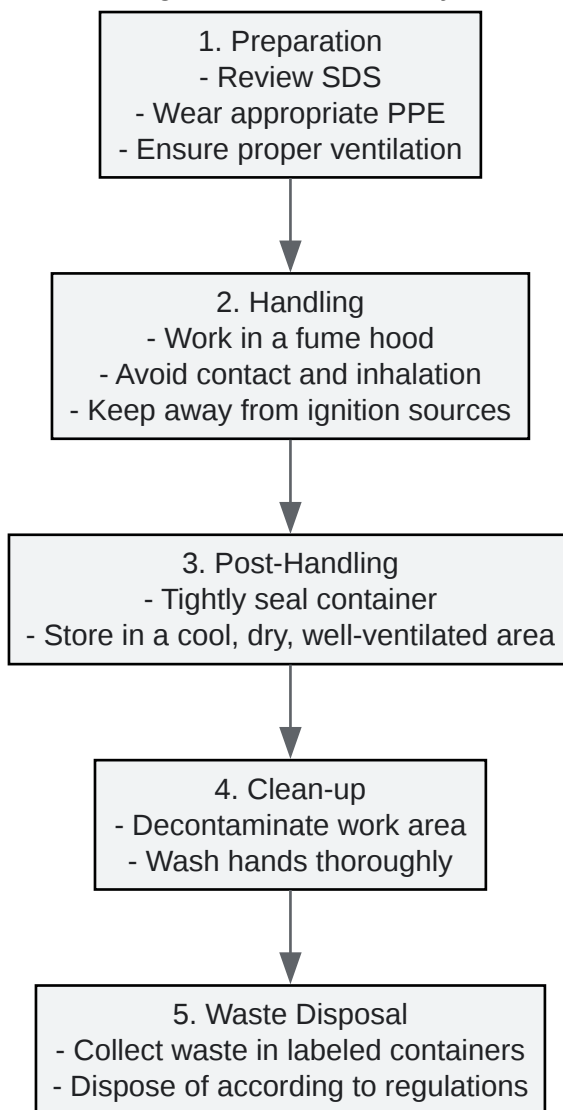 1. Preparation
- Review SDS
- Wear appropriate PPE
- Ensure proper ventilation
2. Handling
- Work in a fume hood
- Avoid contact and inhalation
- Keep away from ignition sources
3. Post-Handling
- Tightly seal container
- Store in a cool, dry, well-ventilated area
4. Clean-up
- Decontaminate work area
- Wash hands thoroughly
5. Waste Disposal
- Collect waste in labeled containers
- Dispose of according to regulations